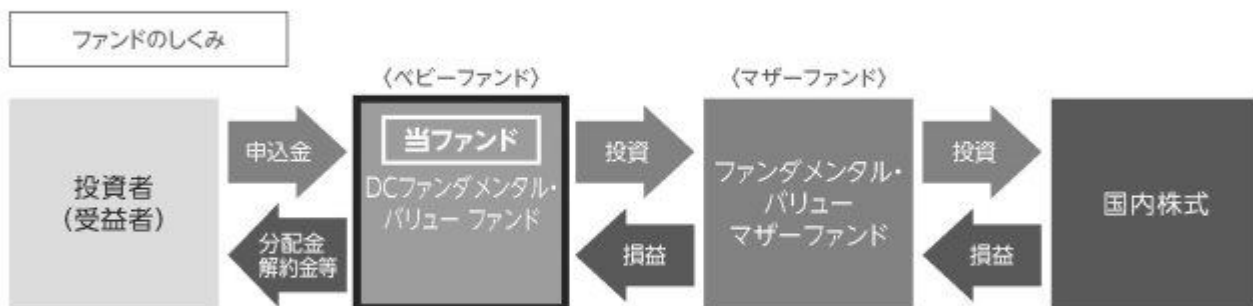 ファンドのしくみ
〈ベビーファンド〉
〈マザーファンド〉
投資者
(受益者)
申込金
分配金
解約金等
当ファンド
DCファンダメンタル・
バリュー ファンド
投資
損益
ファンダメンタル・
バリュー
マザーファンド
投資
損益
国内株式